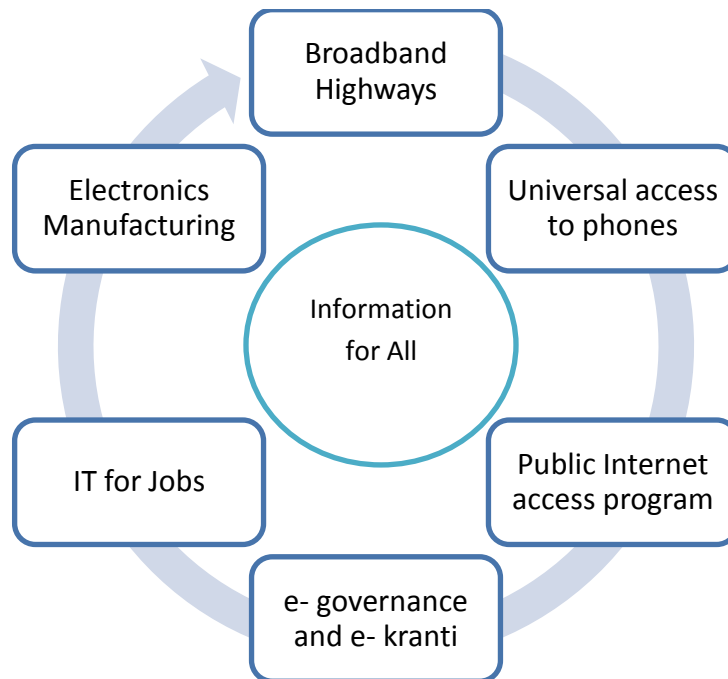 Broadband
Highways
Universal access
to phones
Public Internet
access program
e- governance
and e- kranti
IT for Jobs
Electronics
Manufacturing
Information
for All